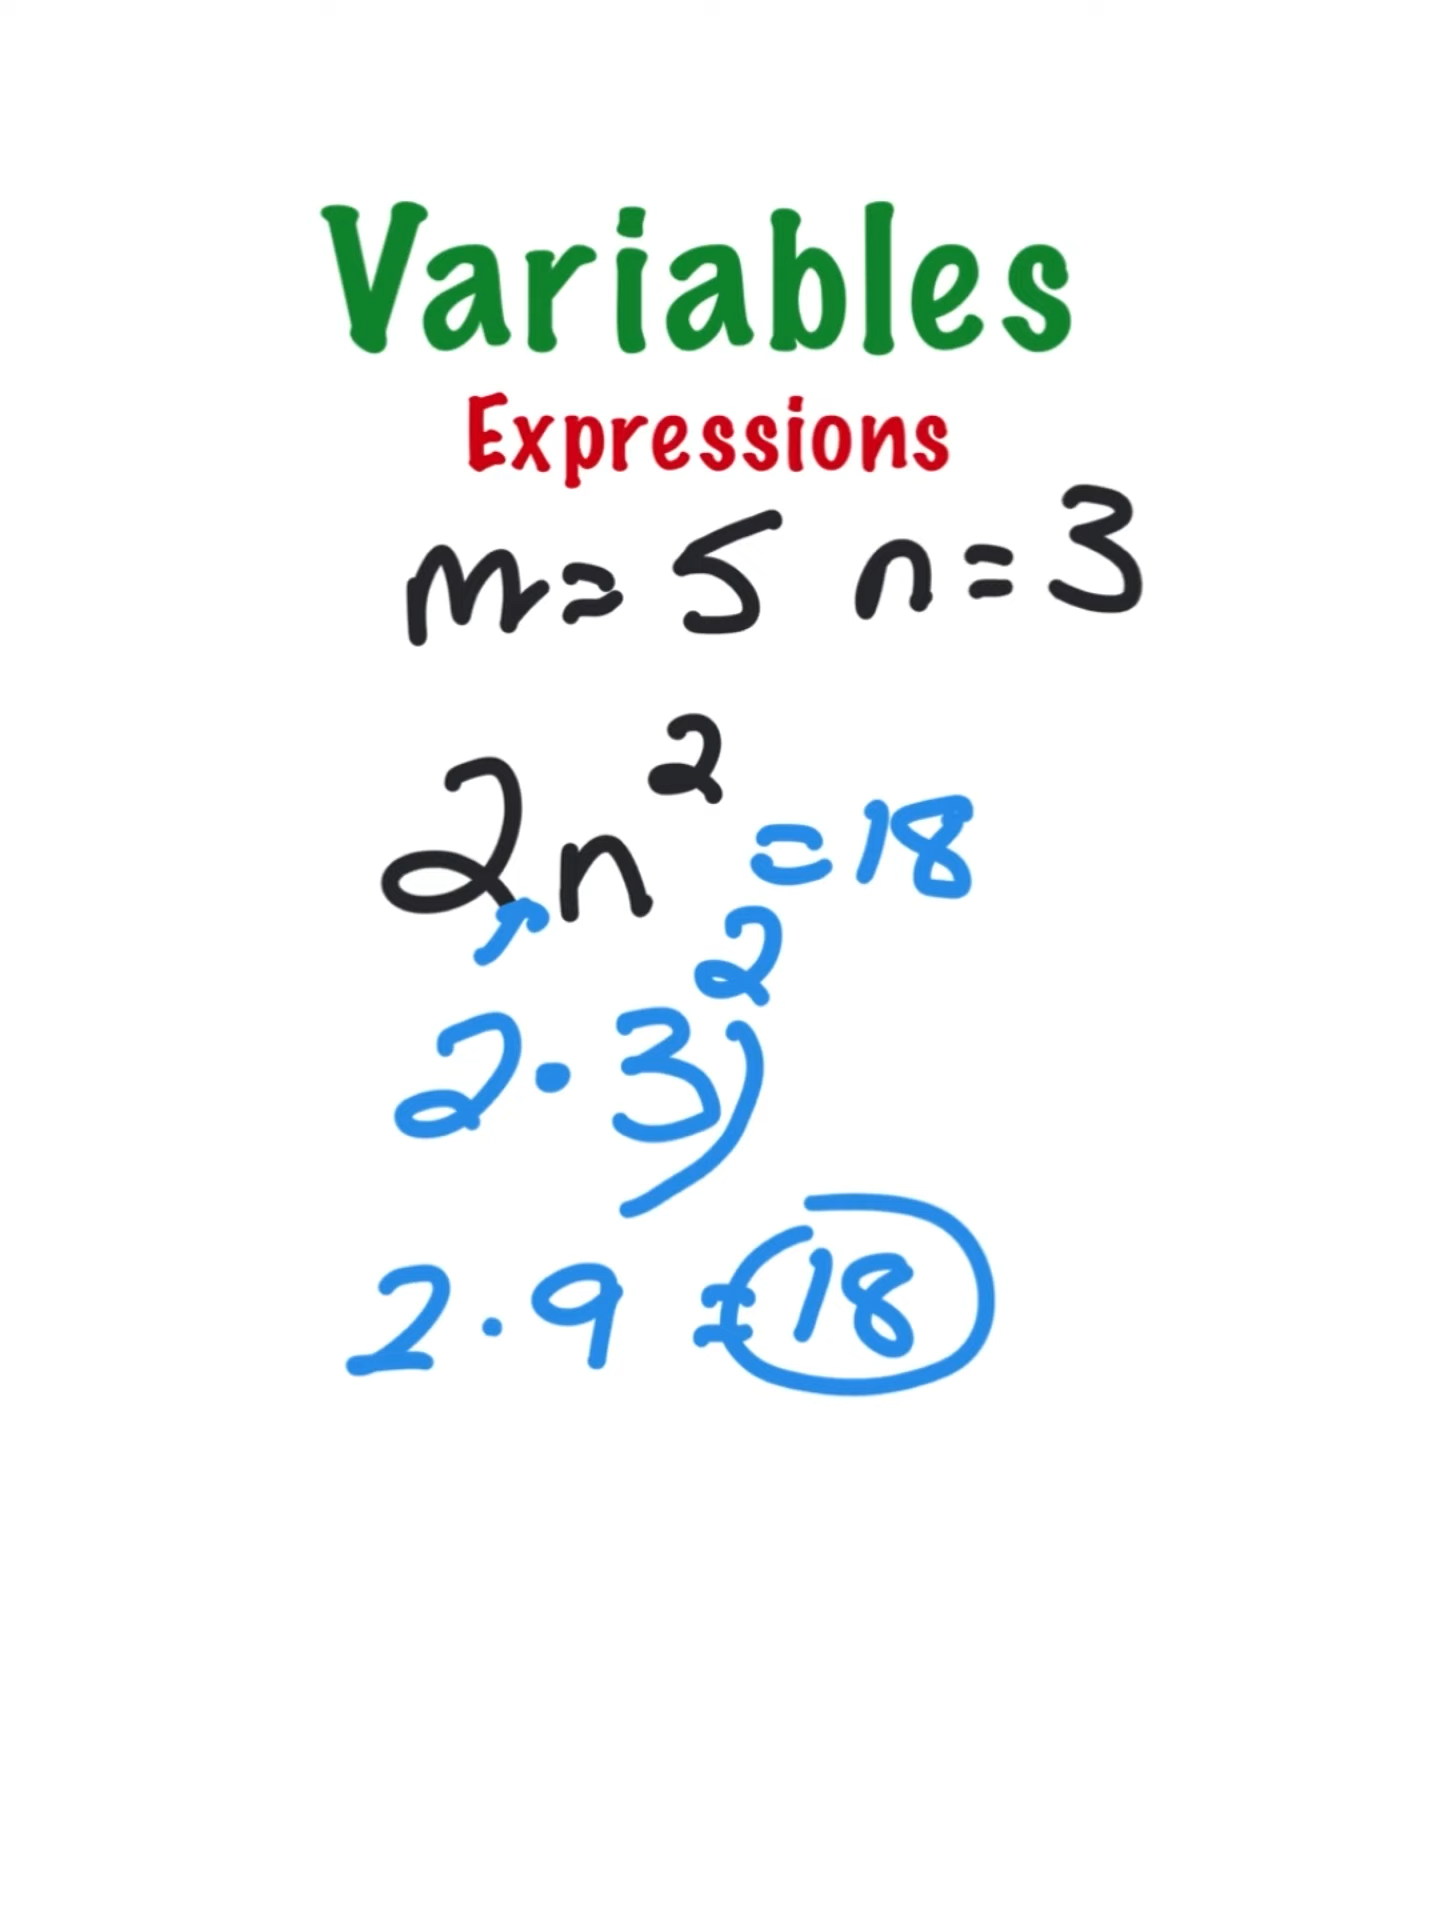 Variables
Expressions
m = 5 n = 3
2n² = 18
2 · 3²
2 · 9 = 18